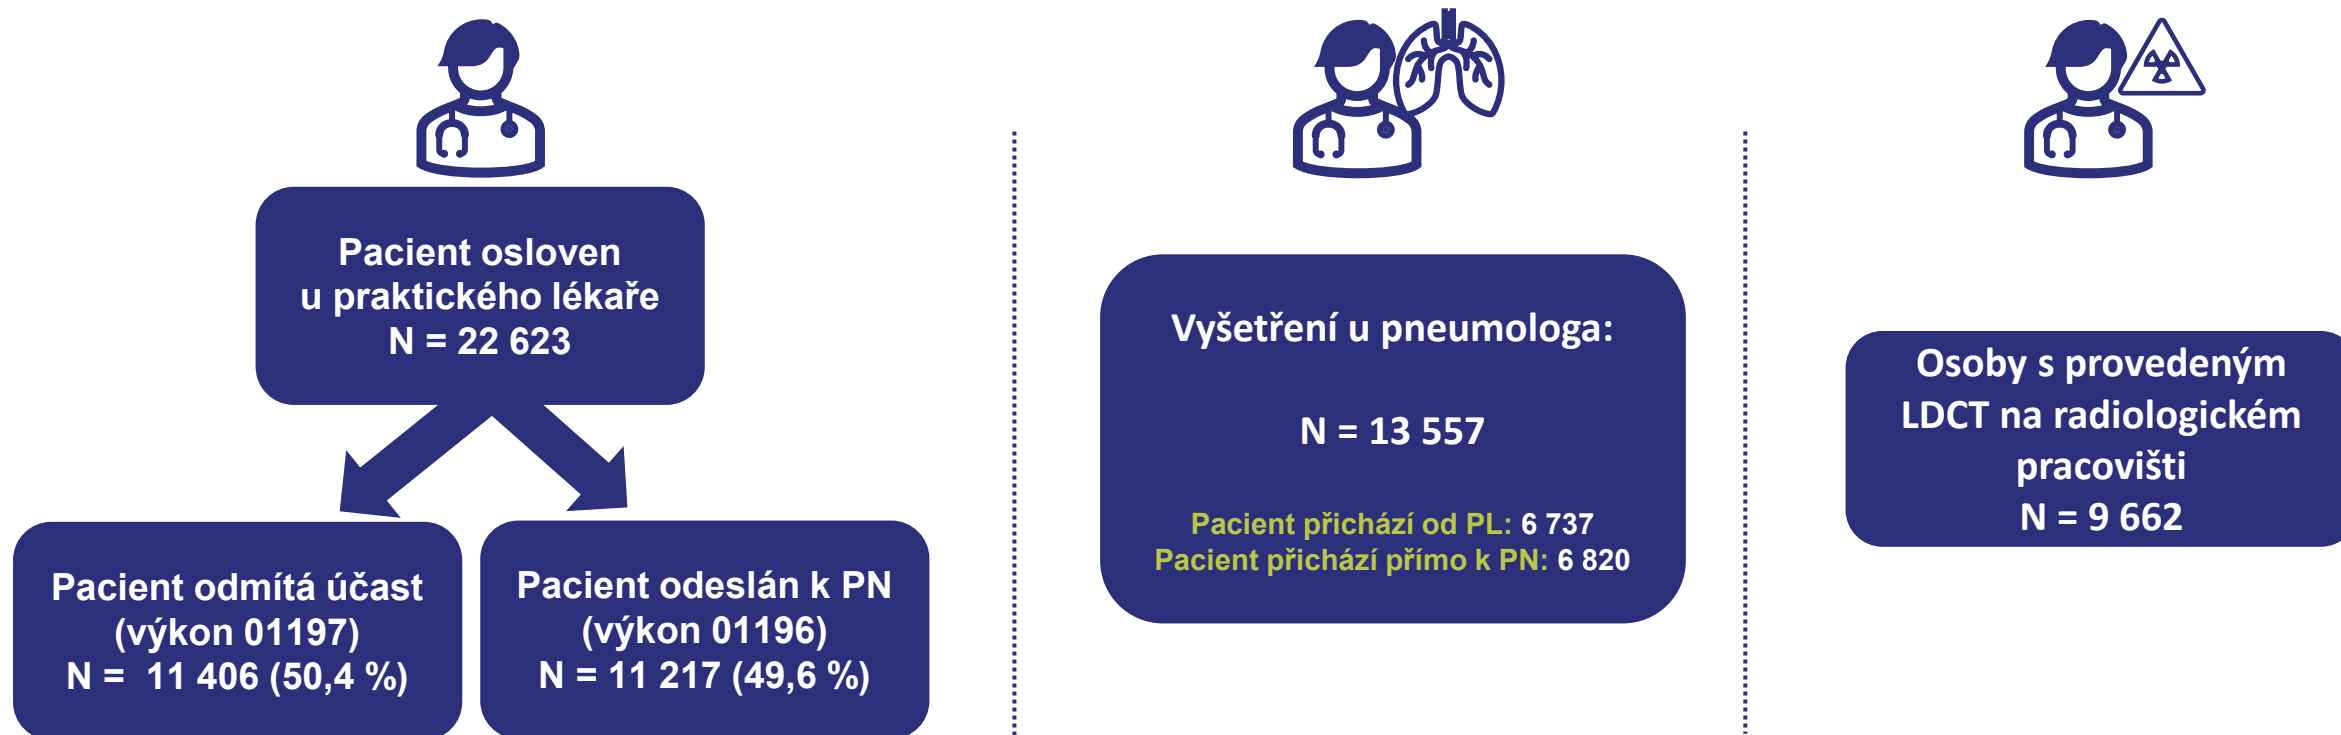 Pacient osloven
u praktického lékaře
N = 22 623
Pacient odmítá účast
(výkon 01197)
N =  11 406 (50,4 %)
Pacient odeslán k PN
(výkon 01196)
N = 11 217 (49,6 %)
Vyšetření u pneumologa:
N = 13 557
Pacient přichází od PL: 6 737
Pacient přichází přímo k PN: 6 820
Osoby s provedeným
LDCT na radiologickém
pracovišti
N = 9 662